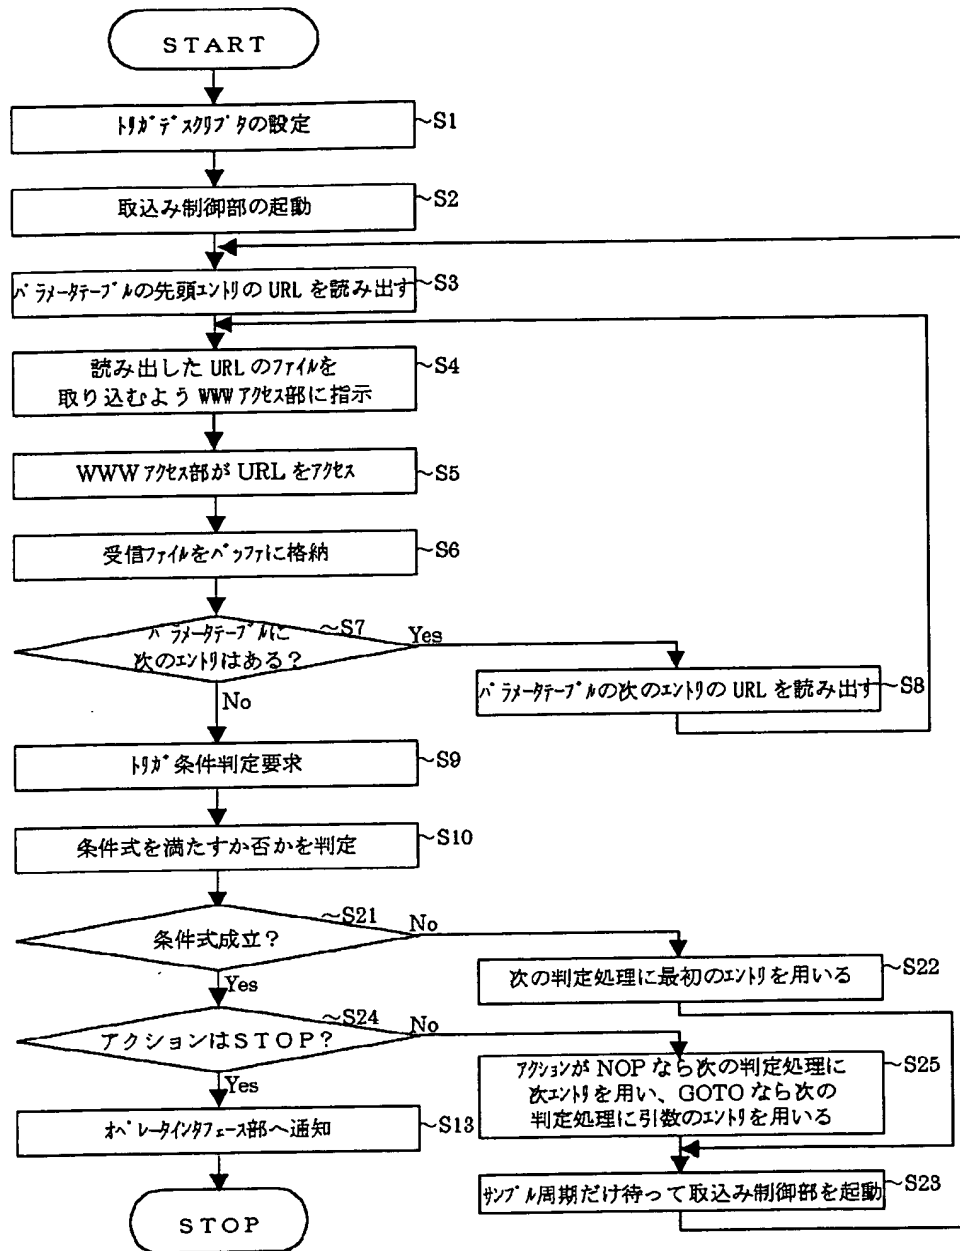 START
トリガデスクリプタの設定
~S1
取込み制御部の起動
~S2
パラメータテーブルの先頭エントリの URL を読み出す
~S3
読み出した URL のファイルを
取り込むよう WWW アクセス部に指示
~S4
WWW アクセス部が URL をアクセス
~S5
受信ファイルをバッファに格納
~S6
パラメータテーブルに
次のエントリはある?
~S7
Yes
No
パラメータテーブルの次のエントリの URL を読み出す
~S8
トリガ条件判定要求
~S9
条件式を満たすか否かを判定
~S10
条件式成立?
~S21
No
Yes
次の判定処理に最初のエントリを用いる
~S22
アクションはSTOP?
~S24
No
Yes
アクションが NOP なら次の判定処理に
次エントリを用い、GOTO なら次の
判定処理に引数のエントリを用いる
~S25
オペレータインタフェース部へ通知
~S13
サンプル周期だけ待って取込み制御部を起動
~S23
STOP